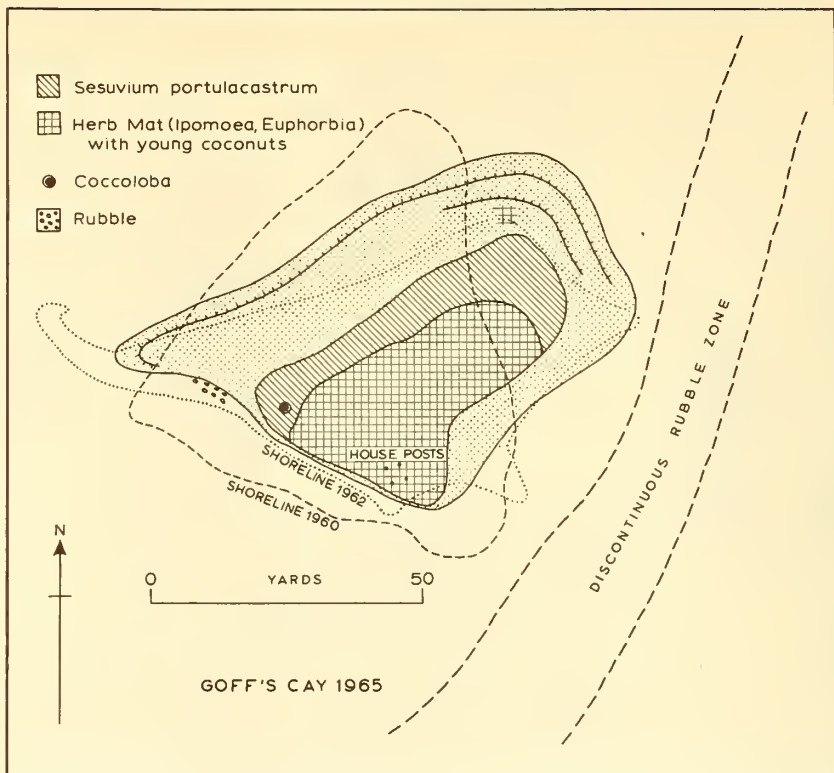 Sesuvium portulacastrum
Herb Mat (Ipomoea, Euphorbia)
with young coconuts
Coccoloba
Rubble
HOUSE POSTS
SHORELINE 1962
SHORELINE 1960
DISCONTINUOUS RUBBLE ZONE
N
0 YARDS 50
GOFF'S CAY 1965